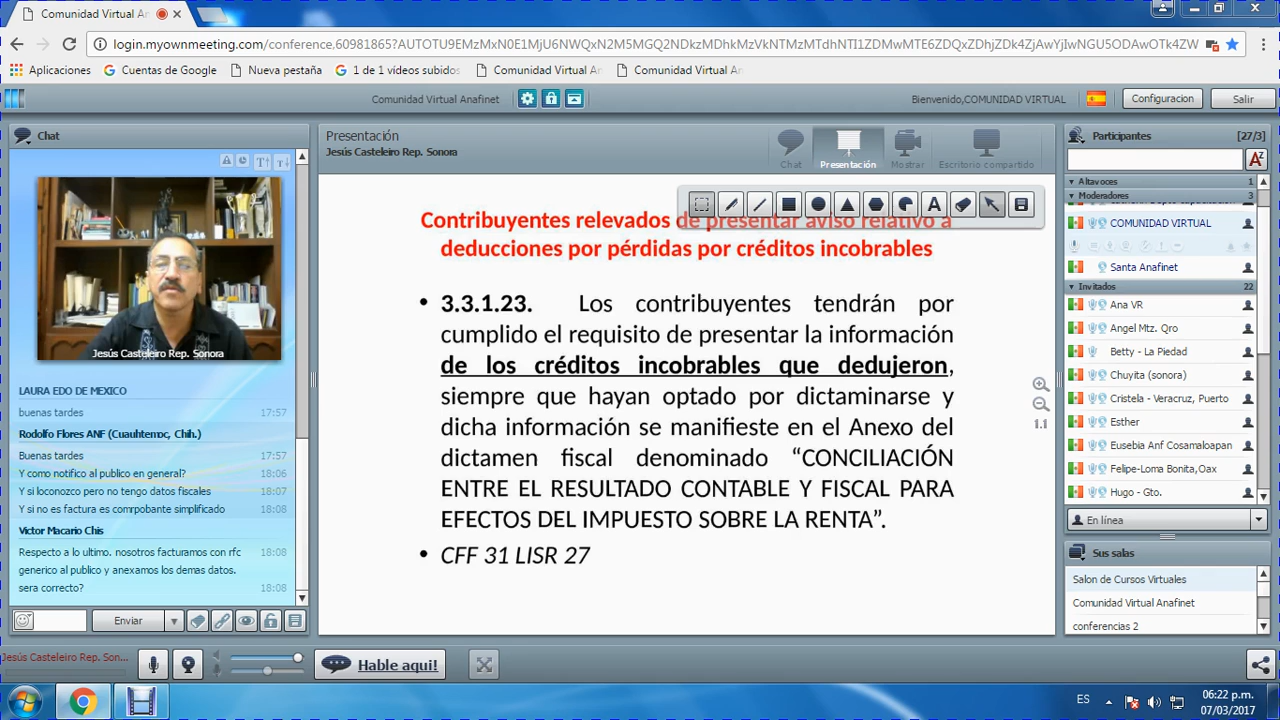 Comunidad Virtual Anafinet
login.myownmeeting.com/conference.60981865?AUTOTU9EMzMxN0E1MjU6NWQxN2M5MGQ2NDkzMDhkMzVkNTMzMTdhNTI1ZDMwMTE6ZDQxZDhjZDk4ZjAwYjIwNGU5ODAwOTk4ZW
Aplicaciones
Cuentas de Google
Nueva pestaña
1 de 1 vídeos subidos
Comunidad Virtual An
Comunidad Virtual Ana
Comunidad Virtual Anafinet
Bienvenido,COMUNIDAD VIRTUAL
Configuracion
Salir
Chat
Jesús Casteleiro Rep. Sonora
LAURA EDO DE MEXICO
buenas tardes 17:57
Rodolfo Flores ANF (Cuauhtemoc, Chih.)
Buenas tardes 17:57
Y como notifico al publico en general? 18:06
Y si loconozco pero no tengo datos fiscales 18:07
Y si no es factura es comrpobante simplificado 18:08
Victor Macario Chis
Respecto a lo ultimo. nosotros facturamos con rfc 18:08
generico al publico y anexamos los demas datos.
sera correcto? 18:08
Enviar
Presentación
Jesús Casteleiro Rep. Sonora
Chat
Presentación
Mostrar
Escritorio compartido
A
Contribuyentes relevados de presentar aviso relativo a
deducciones por pérdidas por créditos incobrables
• 3.3.1.23. Los contribuyentes tendrán por
cumplido el requisito de presentar la información
de los créditos incobrables que dedujeron,
siempre que hayan optado por dictaminarse y
dicha información se manifieste en el Anexo del
dictamen fiscal denominado “CONCILIACIÓN
ENTRE EL RESULTADO CONTABLE Y FISCAL PARA
EFECTOS DEL IMPUESTO SOBRE LA RENTA”.
• CFF 31 LISR 27
1.1
Participantes [27/3]
Altavoces 1
Moderadores 3
COMUNIDAD VIRTUAL
Santa Anafinet
Invitados 22
Ana VR
Angel Mtz. Qro
Betty - La Piedad
Chuyita (sonora)
Cristela - Veracruz, Puerto
Esther
Eusebia Anf Cosamaloapan
Felipe-Loma Bonita,Oax
Hugo - Gto.
En línea
Sus salas
Salon de Cursos Virtuales
Comunidad Virtual Anafinet
conferencias 2
Jesús Casteleiro Rep. Son...
Hable aqui!
ES
06:22 p.m.
07/03/2017